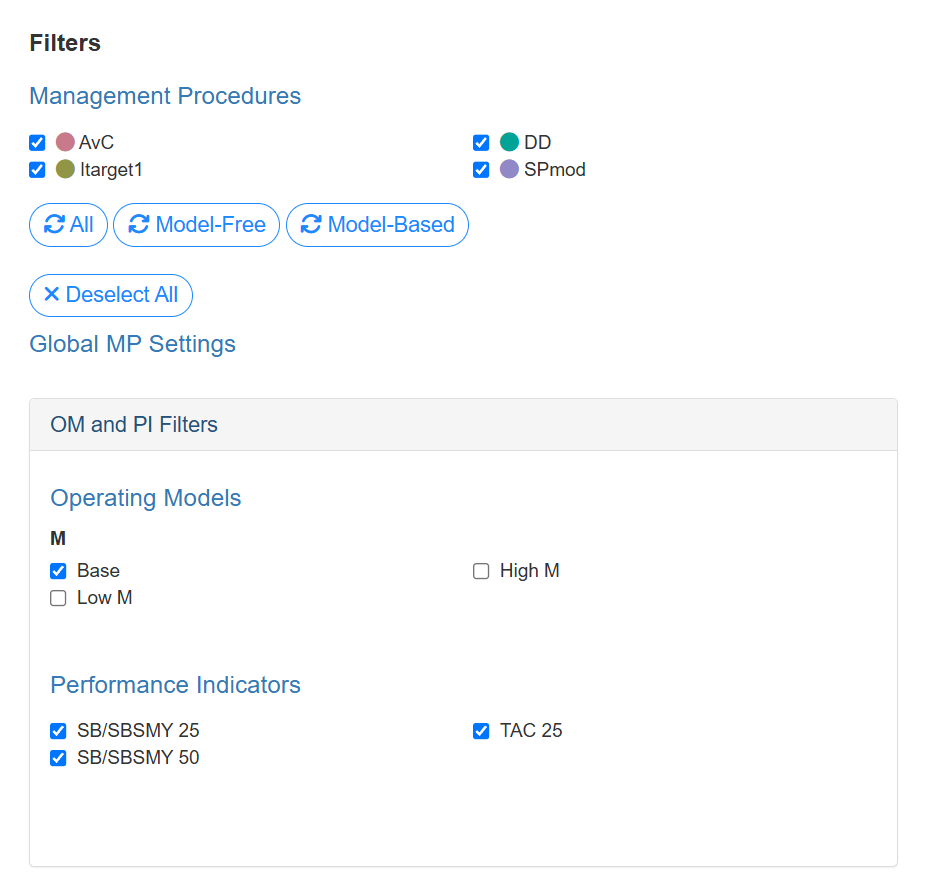 Filters
Management Procedures
AvC DD
Itarget1 SPmod
All Model-Free Model-Based
Deselect All
Global MP Settings
OM and PI Filters
Operating Models
M
Base High M
Low M
Performance Indicators
SB/SBSMY 25 TAC 25
SB/SBSMY 50